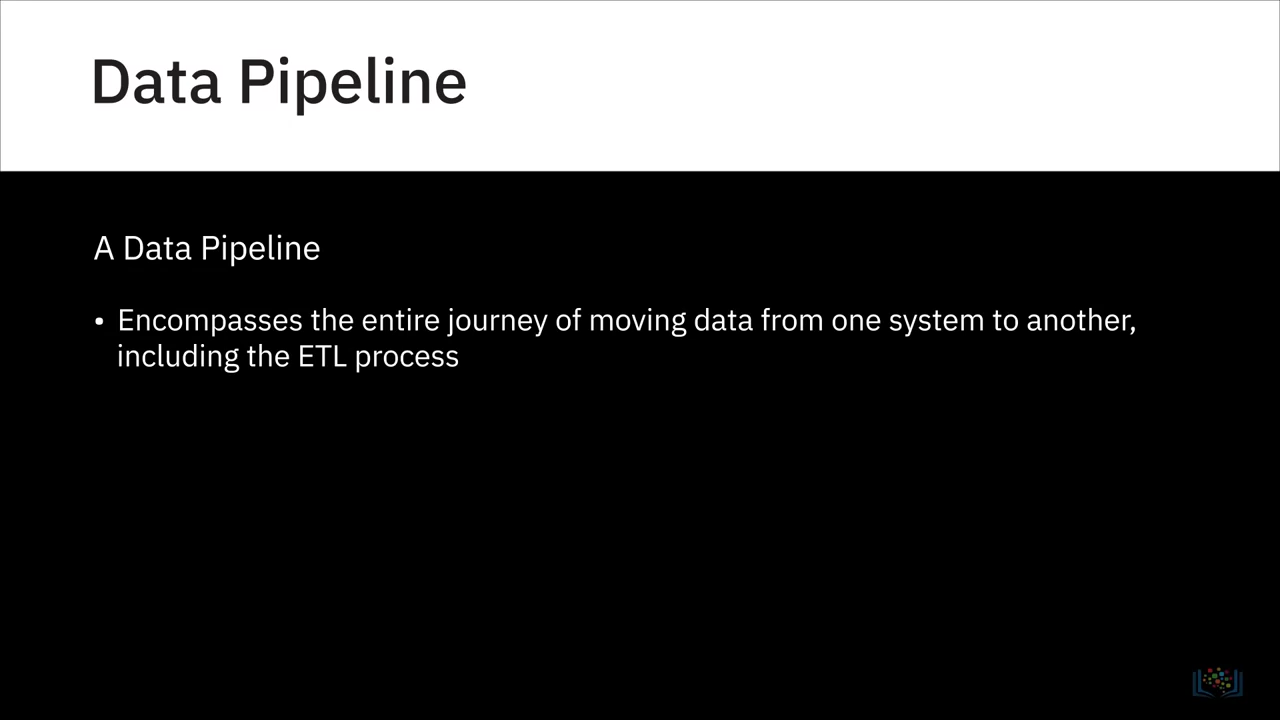 Data Pipeline
A Data Pipeline
• Encompasses the entire journey of moving data from one system to another,
including the ETL process